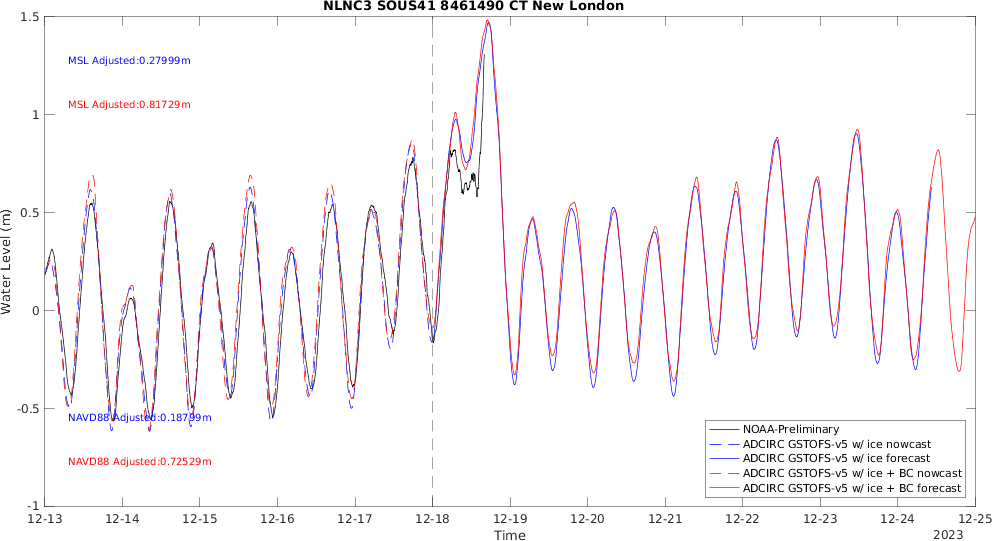 NLNC3 SOUS41 8461490 CT New London
1.5
1
0.5
0
-0.5
-1
Water Level (m)
MSL Adjusted:0.27999m
MSL Adjusted:0.81729m
NAVD88 Adjusted:0.18799m
NAVD88 Adjusted:0.72529m
NOAA-Preliminary
ADCIRC GSTOFS-v5 w/ ice nowcast
ADCIRC GSTOFS-v5 w/ ice forecast
ADCIRC GSTOFS-v5 w/ ice + BC nowcast
ADCIRC GSTOFS-v5 w/ ice + BC forecast
12-13 12-14 12-15 12-16 12-17 12-18 12-19 12-20 12-21 12-22 12-23 12-24 12-25
Time
2023